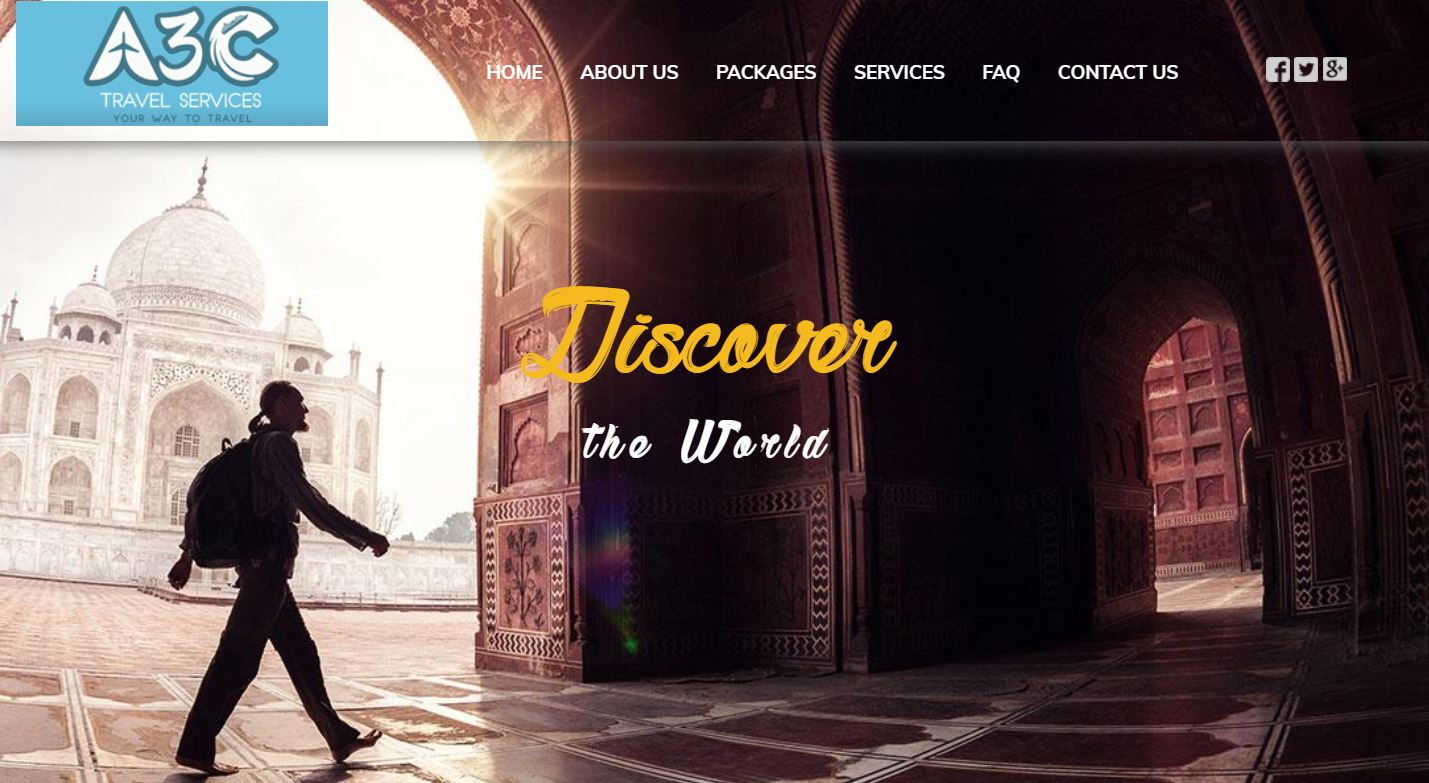 A3C
TRAVEL SERVICES
YOUR WAY TO TRAVEL
HOME ABOUT US PACKAGES SERVICES FAQ CONTACT US
Discover
the World